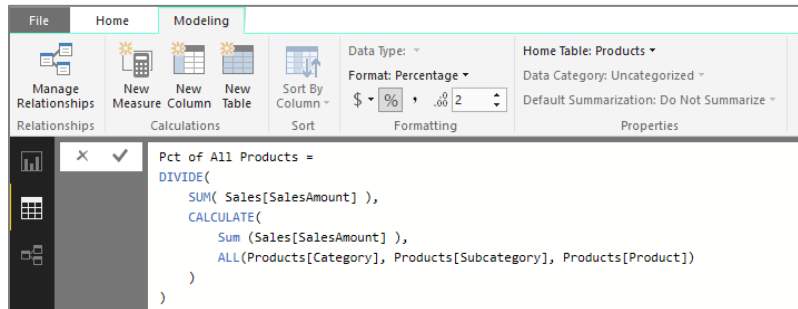 File Home Modeling
Data Type:
Home Table: Products
Format: Percentage
Data Category: Uncategorized
Manage Relationships
New Measure
New Column
New Table
Sort By Column
$ % , .00 2
Default Summarization: Do Not Summarize
Relationships Calculations Sort Formatting Properties
Pct of All Products =
DIVIDE(
SUM( Sales[SalesAmount] ),
CALCULATE(
Sum (Sales[SalesAmount] ),
ALL(Products[Category], Products[Subcategory], Products[Product])
)
)